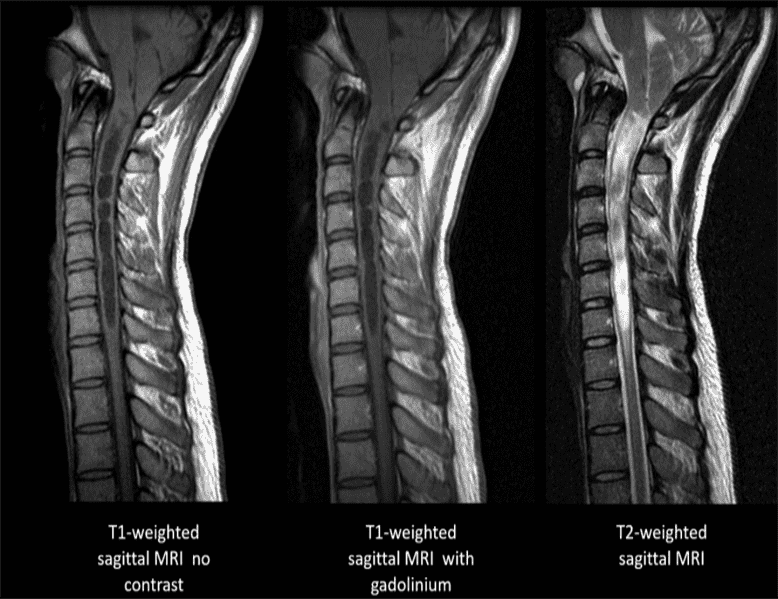 T1-weighted
sagittal MRI no
contrast
T1-weighted
sagittal MRI with
gadolinium
T2-weighted
sagittal MRI